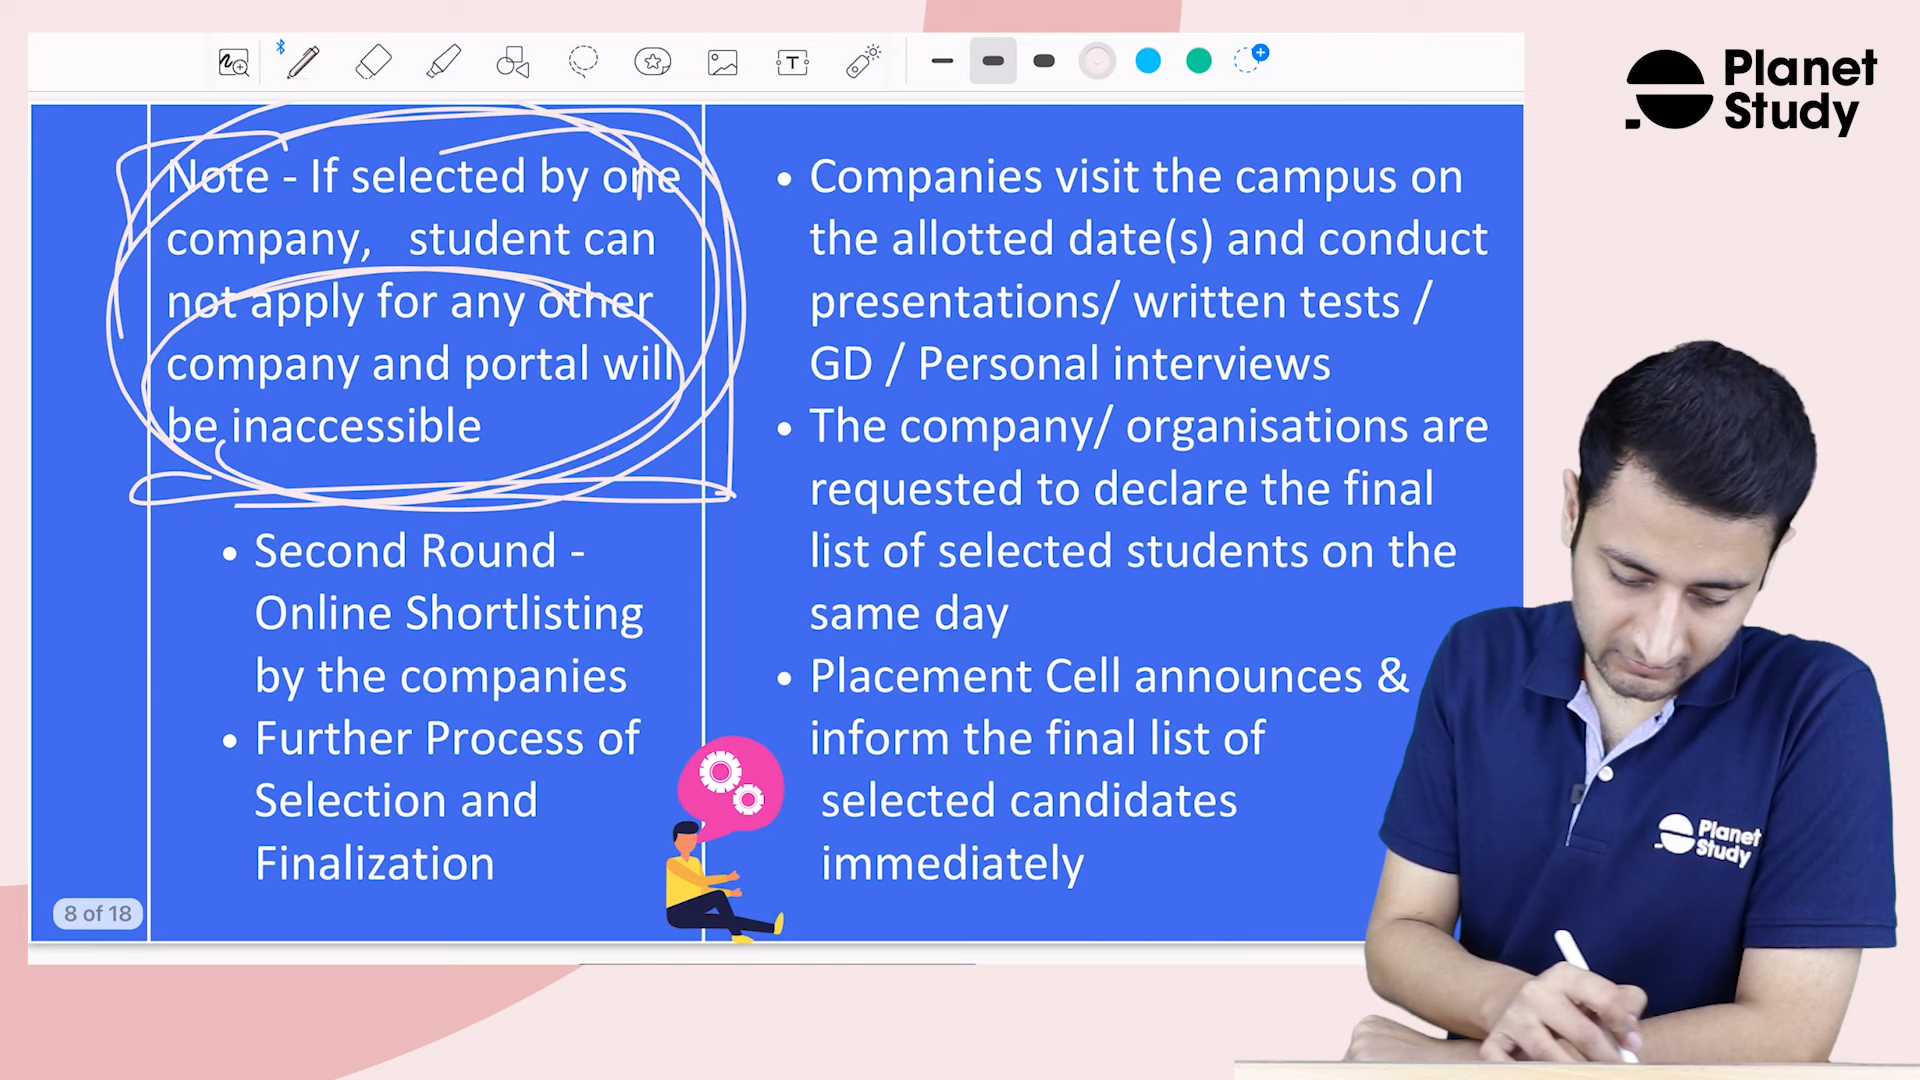 Planet
Study
Note - If selected by one
company, student can
not apply for any other
company and portal will
be inaccessible
• Second Round -
Online Shortlisting
by the companies
• Further Process of
Selection and
Finalization
• Companies visit the campus on
the allotted date(s) and conduct
presentations/ written tests /
GD / Personal interviews
• The company/ organisations are
requested to declare the final
list of selected students on the
same day
• Placement Cell announces &
inform the final list of
selected candidates
immediately
8 of 18
Planet
Study
T